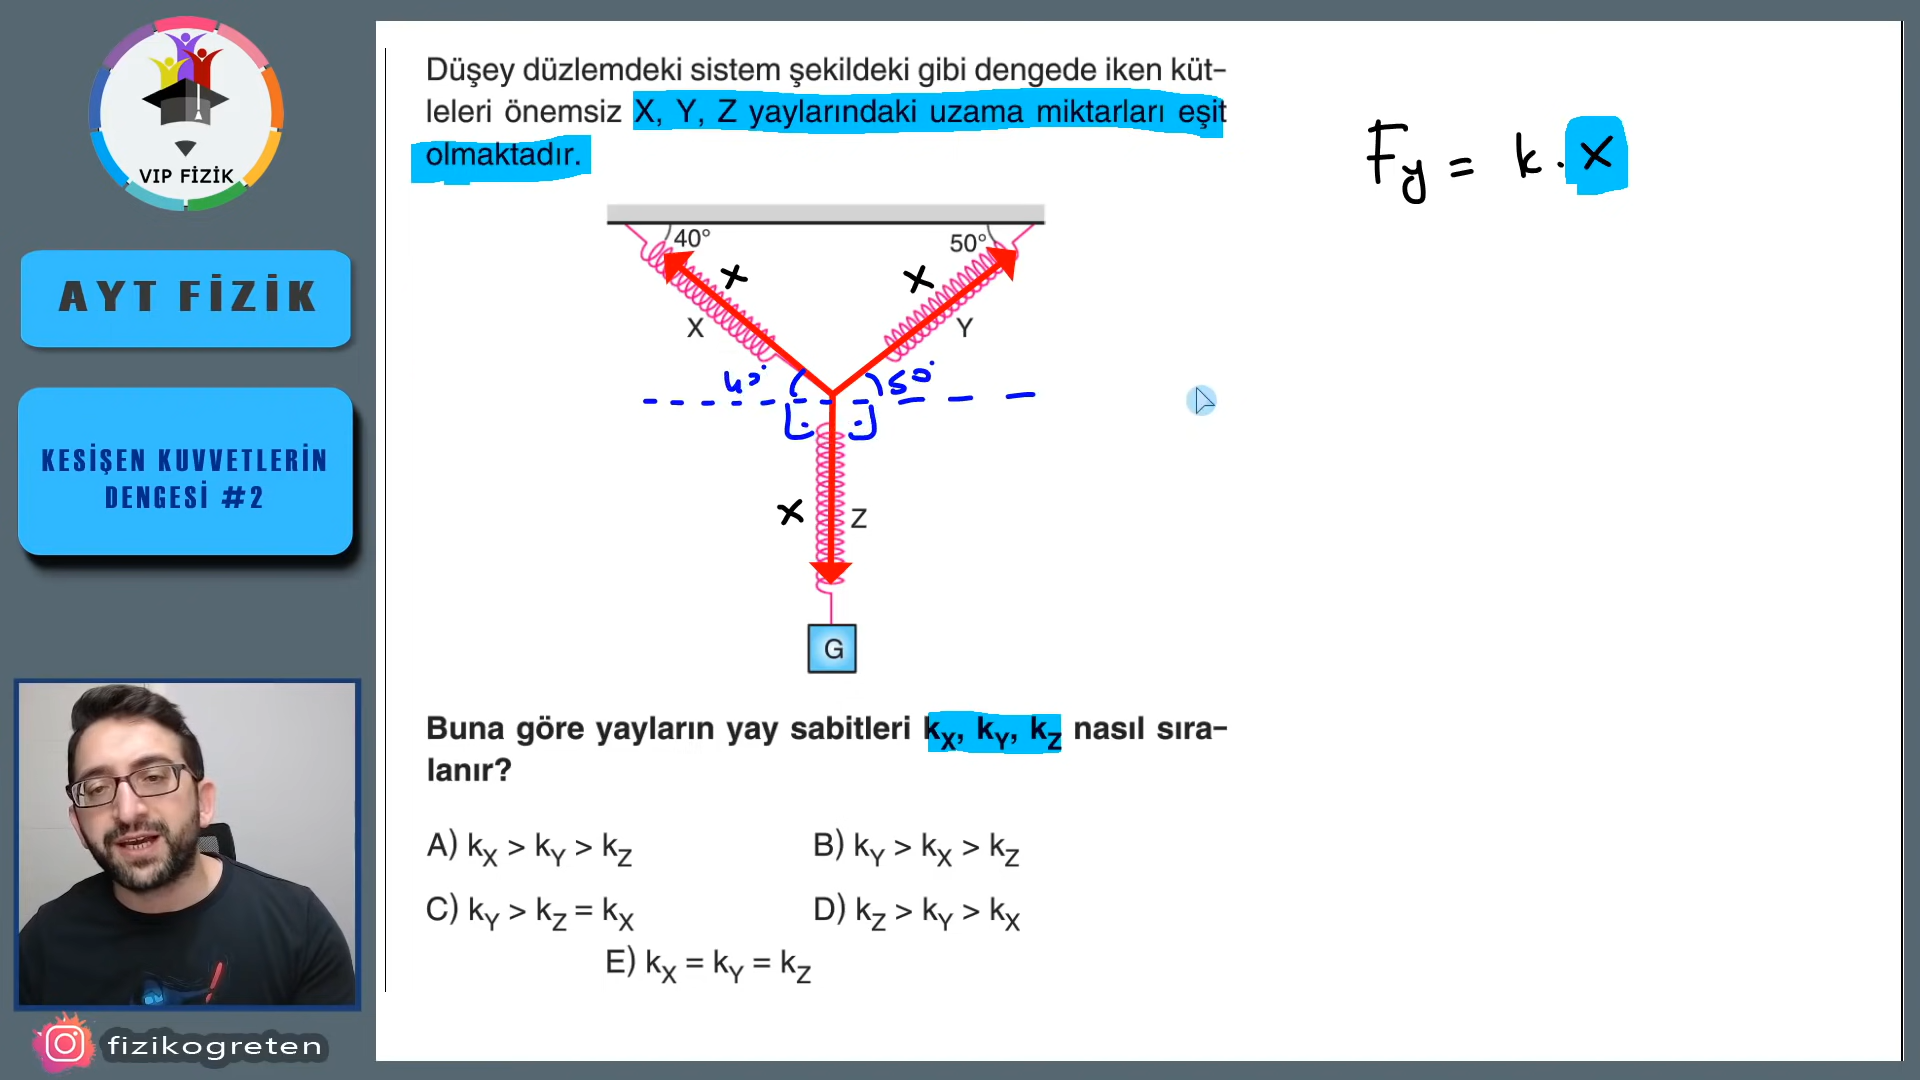 VIP FİZİK
AYT FİZİK
KESİŞEN KUVVETLERİN
DENGESİ #2
fizikogreten
Düşey düzlemdeki sistem şekildeki gibi dengede iken küt-
leleri önemsiz X, Y, Z yaylarındaki uzama miktarları eşit
olmaktadır.
Fy = k . x
40° 50°
x x
X Y
40° 50°
x Z
G
Buna göre yayların yay sabitleri kX, kY, kZ nasıl sıra-
lanır?
A) kX > kY > kZ B) kY > kX > kZ
C) kY > kZ = kX D) kZ > kY > kX
E) kX = kY = kZ